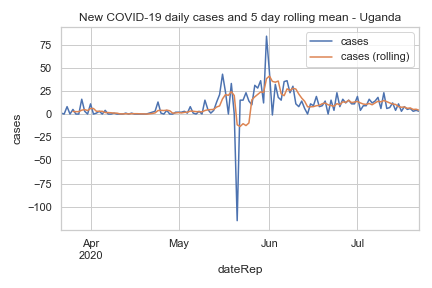 New COVID-19 daily cases and 5 day rolling mean - Uganda
cases
cases (rolling)
75
50
25
0
−25
−50
−75
−100
cases
Apr
2020
May
Jun
Jul
dateRep